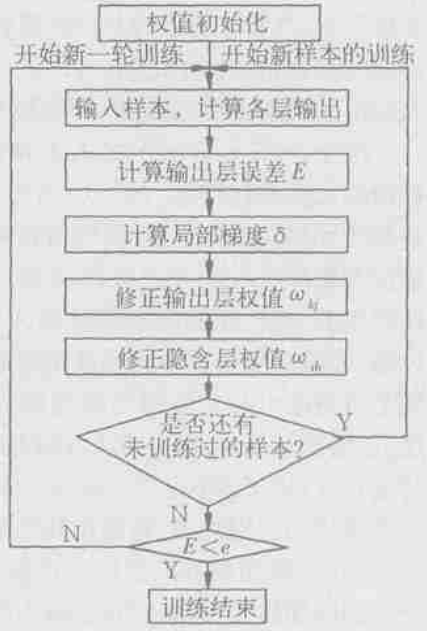 权值初始化
开始新一轮训练 开始新样本的训练
输入样本，计算各层输出
计算输出层误差 E
计算局部梯度 δ
修正输出层权值 ω_kj
修正隐含层权值 ω_ih
是否还有
未训练过的样本?
Y
N
N
E<e
Y
训练结束